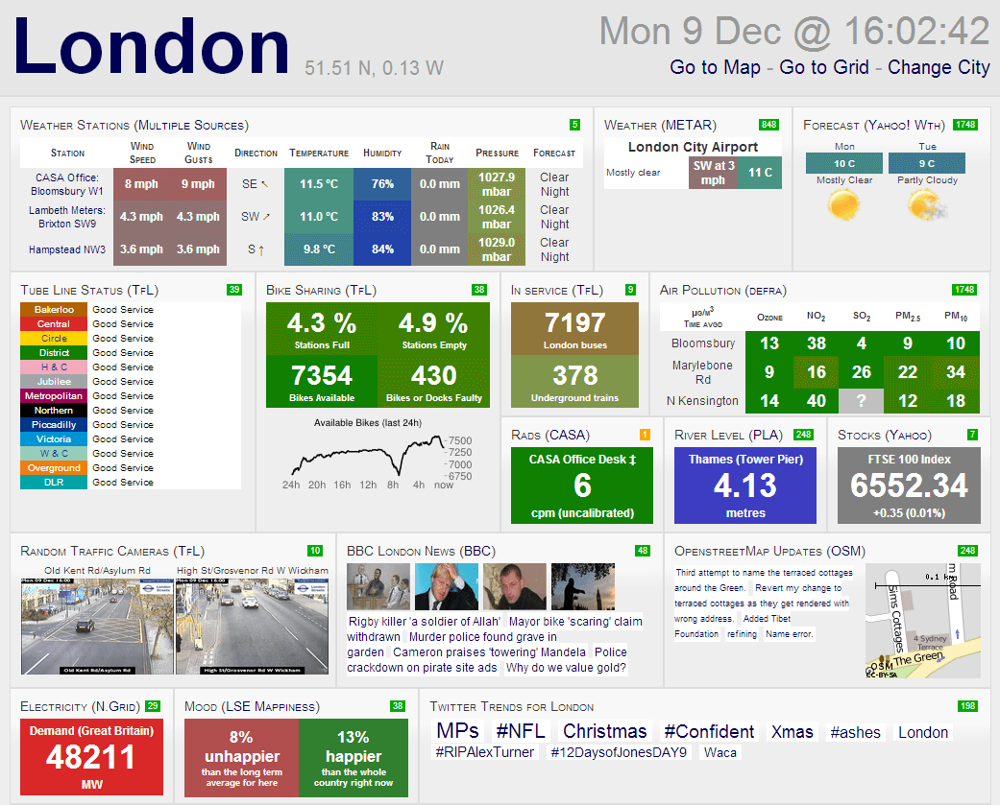 London 51.51 N, 0.13 W
Mon 9 Dec @ 16:02:42
Go to Map - Go to Grid - Change City
Weather Stations (Multiple Sources) 5
Station Wind Speed Wind Gusts Direction Temperature Humidity Rain Today Pressure Forecast
CASA Office: Bloomsbury W1 8 mph 9 mph SE ↖ 11.5 °C 76% 0.0 mm 1027.9 mbar Clear Night
Lambeth Meters: Brixton SW9 4.3 mph 4.3 mph SW ↗ 11.0 °C 83% 0.0 mm 1026.4 mbar Clear Night
Hampstead NW3 3.6 mph 3.6 mph S ↑ 9.8 °C 84% 0.0 mm 1029.0 mbar Clear Night
Weather (METAR) 848
London City Airport
Mostly clear SW at 3 mph 11 C
Forecast (Yahoo! Wth) 1748
Mon Tue
10 C 9 C
Mostly Clear Partly Cloudy
Tube Line Status (TfL) 39
Bakerloo Good Service
Central Good Service
Circle Good Service
District Good Service
H & C Good Service
Jubilee Good Service
Metropolitan Good Service
Northern Good Service
Piccadilly Good Service
Victoria Good Service
W & C Good Service
Overground Good Service
DLR Good Service
Bike Sharing (TfL) 38
4.3 % 4.9 %
Stations Full Stations Empty
7354 430
Bikes Available Bikes or Docks Faulty
Available Bikes (last 24h)
7500
7250
7000
6750
24h 20h 16h 12h 8h 4h now
In service (TfL) 9
7197
London buses
378
Underground trains
Air Pollution (defra) 1748
µg/m³ Time avgd Ozone NO2 SO2 PM2.5 PM10
Bloomsbury 13 38 4 9 10
Marylebone Rd 9 16 26 22 34
N Kensington 14 40 ? 12 18
Rads (CASA) 1
CASA Office Desk ‡
6
cpm (uncalibrated)
River Level (PLA) 248
Thames (Tower Pier)
4.13
metres
Stocks (Yahoo) 7
FTSE 100 Index
6552.34
+0.35 (0.01%)
Random Traffic Cameras (TfL) 10
Old Kent Rd/Asylum Rd High St/Grosvenor Rd W Wickham
Mon 09 Dec 16:00 Mon 09 Dec 16:00
Old Kent Rd/Asylum Rd High St/Grosvenor Rd W Wickham
BBC London News (BBC) 48
Rigby killer 'a soldier of Allah' Mayor bike 'scaring' claim
withdrawn Murder police found grave in
garden Cameron praises 'towering' Mandela Police
crackdown on pirate site ads Why do we value gold?
OpenstreetMap Updates (OSM) 248
Third attempt to name the terraced cottages
around the Green. Revert my change to
terraced cottages as they get rendered with
wrong address. Added Tibet
Foundation refining Name error.
0.1 km
m Road
Sims Cottages
4 Sydney Terrace
The Green
OSM
CC-BY-SA
Electricity (N.Grid) 29
Demand (Great Britain)
48211
MW
Mood (LSE Mappiness) 38
8% 13%
unhappier happier
than the long term average for here than the whole country right now
Twitter Trends for London 198
MPs #NFL Christmas #Confident Xmas #ashes London
#RIPAlexTurner #12DaysofJonesDAY9 Waca